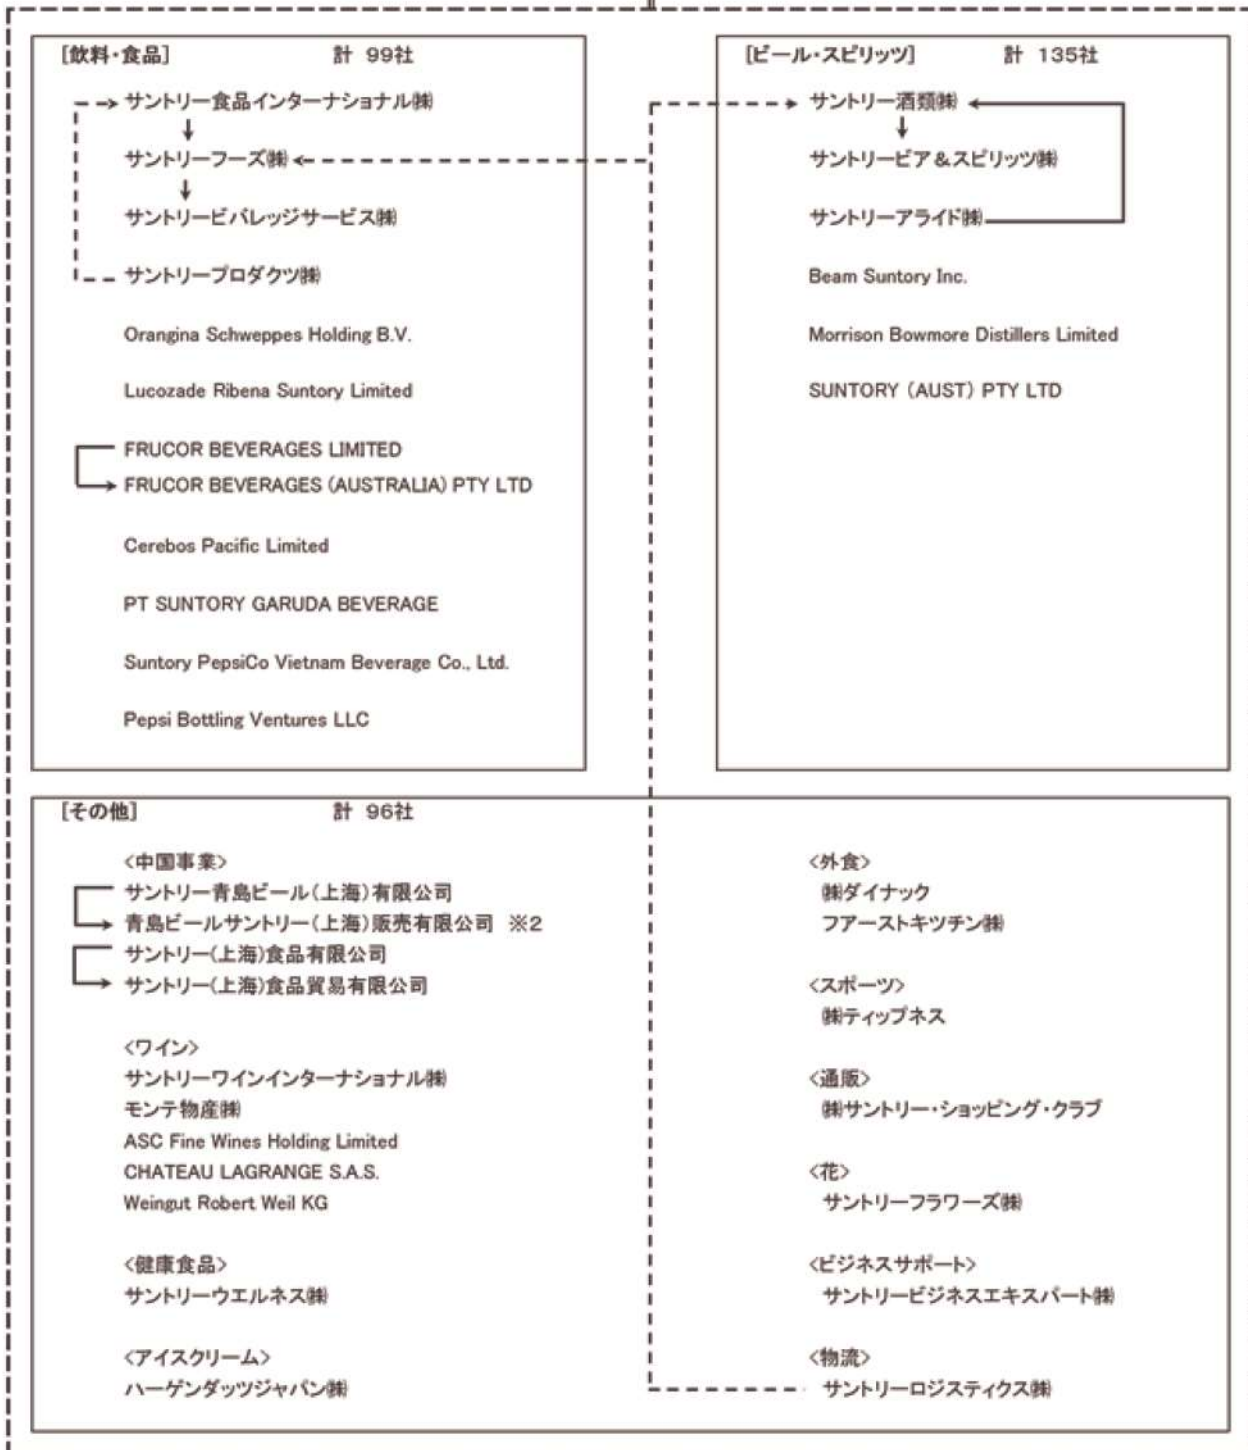 [飲料・食品] 計 99社
サントリー食品インターナショナル㈱
サントリーフーズ㈱
サントリービバレッジサービス㈱
サントリープロダクツ㈱
Orangina Schweppes Holding B.V.
Lucozade Ribena Suntory Limited
FRUCOR BEVERAGES LIMITED
FRUCOR BEVERAGES (AUSTRALIA) PTY LTD
Cerebos Pacific Limited
PT SUNTORY GARUDA BEVERAGE
Suntory PepsiCo Vietnam Beverage Co., Ltd.
Pepsi Bottling Ventures LLC
[ビール・スピリッツ] 計 135社
サントリー酒類㈱
サントリービア&スピリッツ㈱
サントリーアライド㈱
Beam Suntory Inc.
Morrison Bowmore Distillers Limited
SUNTORY (AUST) PTY LTD
[その他] 計 96社
〈中国事業〉
サントリー青島ビール(上海)有限公司
青島ビールサントリー(上海)販売有限公司 ※2
サントリー(上海)食品有限公司
サントリー(上海)食品貿易有限公司
〈ワイン〉
サントリーワインインターナショナル㈱
モンテ物産㈱
ASC Fine Wines Holding Limited
CHATEAU LAGRANGE S.A.S.
Weingut Robert Weil KG
〈健康食品〉
サントリーウエルネス㈱
〈アイスクリーム〉
ハーゲンダッツジャパン㈱
〈外食〉
㈱ダイナック
フアーストキツチン㈱
〈スポーツ〉
㈱ティップネス
〈通販〉
㈱サントリー・ショッピング・クラブ
〈花〉
サントリーフラワーズ㈱
〈ビジネスサポート〉
サントリービジネスエキスパート㈱
〈物流〉
サントリーロジスティクス㈱